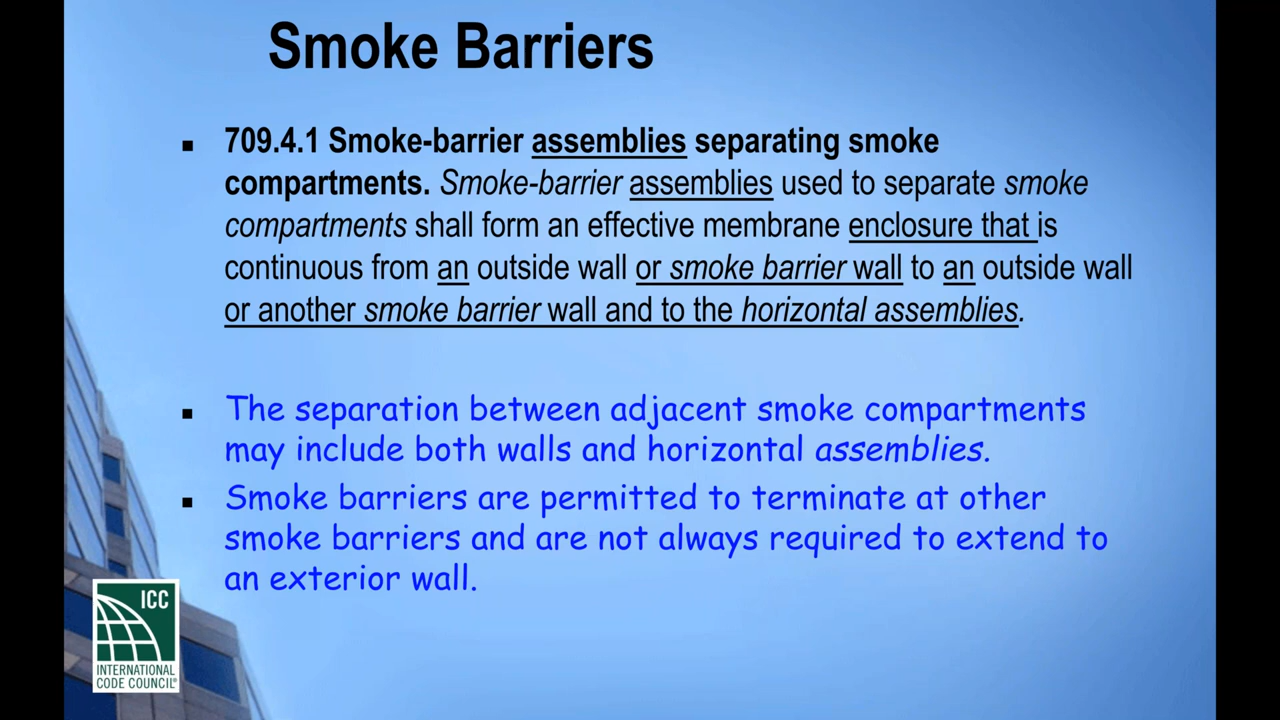 Smoke Barriers
▪ 709.4.1 Smoke-barrier assemblies separating smoke
compartments. Smoke-barrier assemblies used to separate smoke
compartments shall form an effective membrane enclosure that is
continuous from an outside wall or smoke barrier wall to an outside wall
or another smoke barrier wall and to the horizontal assemblies.
▪ The separation between adjacent smoke compartments
may include both walls and horizontal assemblies.
▪ Smoke barriers are permitted to terminate at other
smoke barriers and are not always required to extend to
an exterior wall.
ICC
INTERNATIONAL
CODE COUNCIL®